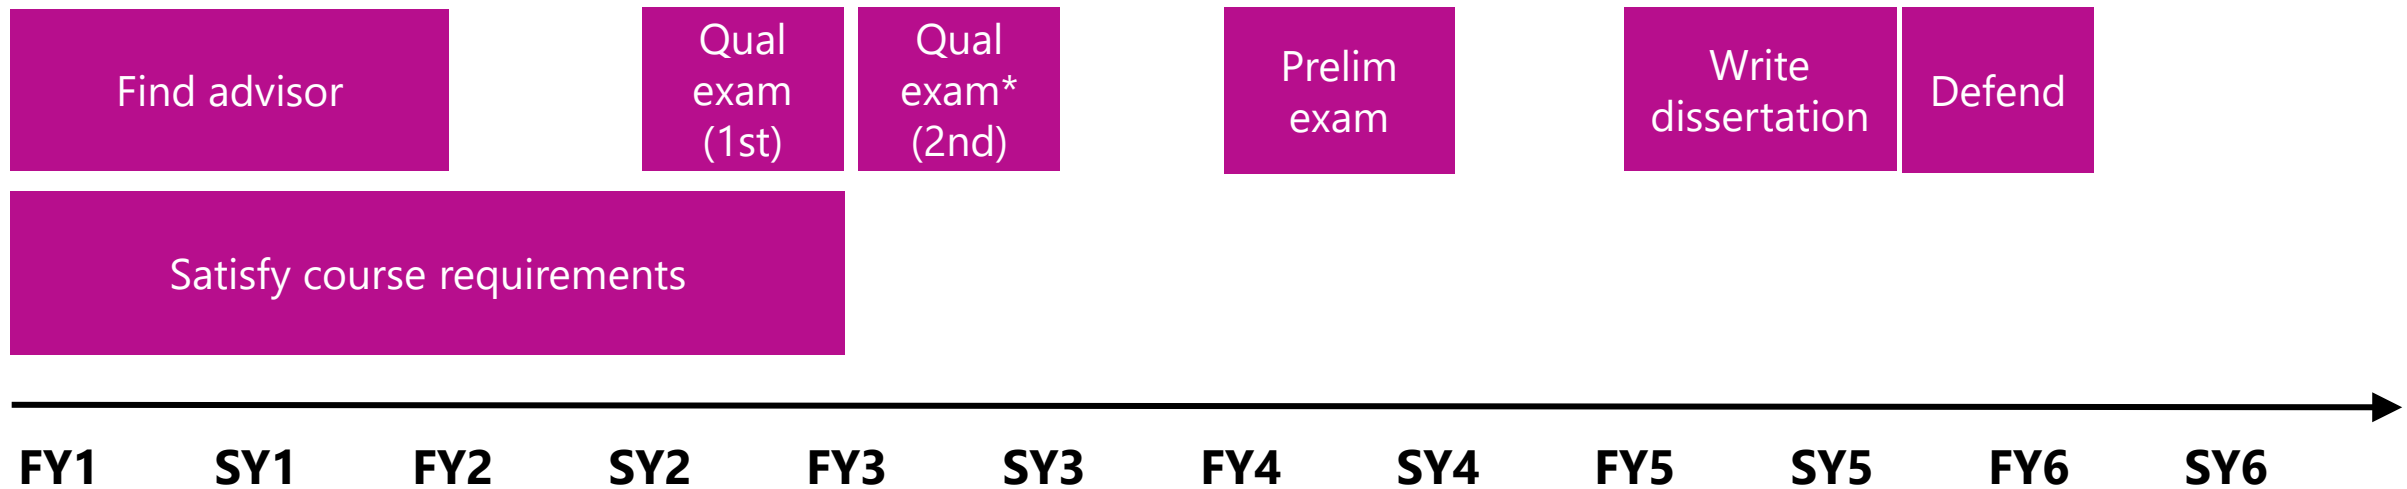 Find advisor
Qual
exam
(1st)
Qual
exam*
(2nd)
Prelim
exam
Write
dissertation
Defend
Satisfy course requirements
FY1 SY1 FY2 SY2 FY3 SY3 FY4 SY4 FY5 SY5 FY6 SY6